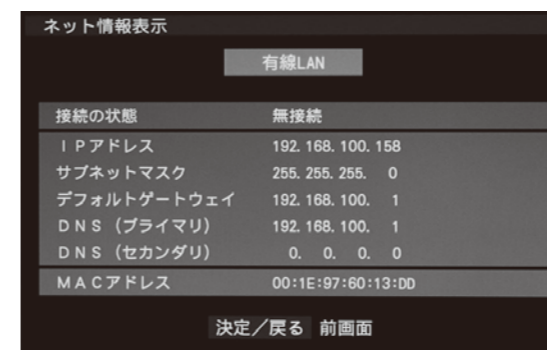 ネット情報表示
有線LAN
接続の状態 無接続
IPアドレス 192.168.100.158
サブネットマスク 255.255.255. 0
デフォルトゲートウェイ 192.168.100. 1
DNS (プライマリ) 192.168.100. 1
DNS (セカンダリ) 0. 0. 0. 0
MACアドレス 00:1E:97:60:13:DD
決定/戻る 前画面